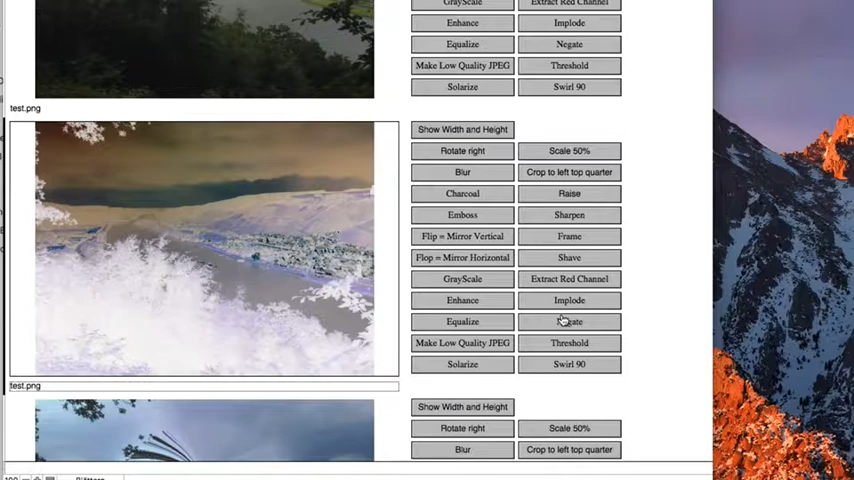 GrayScale Extract Red Channel
Enhance Implode
Equalize Negate
Make Low Quality JPEG Threshold
Solarize Swirl 90
test.png
Show Width and Height
Rotate right Scale 50%
Blur Crop to left top quarter
Charcoal Raise
Emboss Sharpen
Flip = Mirror Vertical Frame
Flop = Mirror Horizontal Shave
GrayScale Extract Red Channel
Enhance Implode
Equalize Negate
Make Low Quality JPEG Threshold
Solarize Swirl 90
test.png
Show Width and Height
Rotate right Scale 50%
Blur Crop to left top quarter
100 Blättern